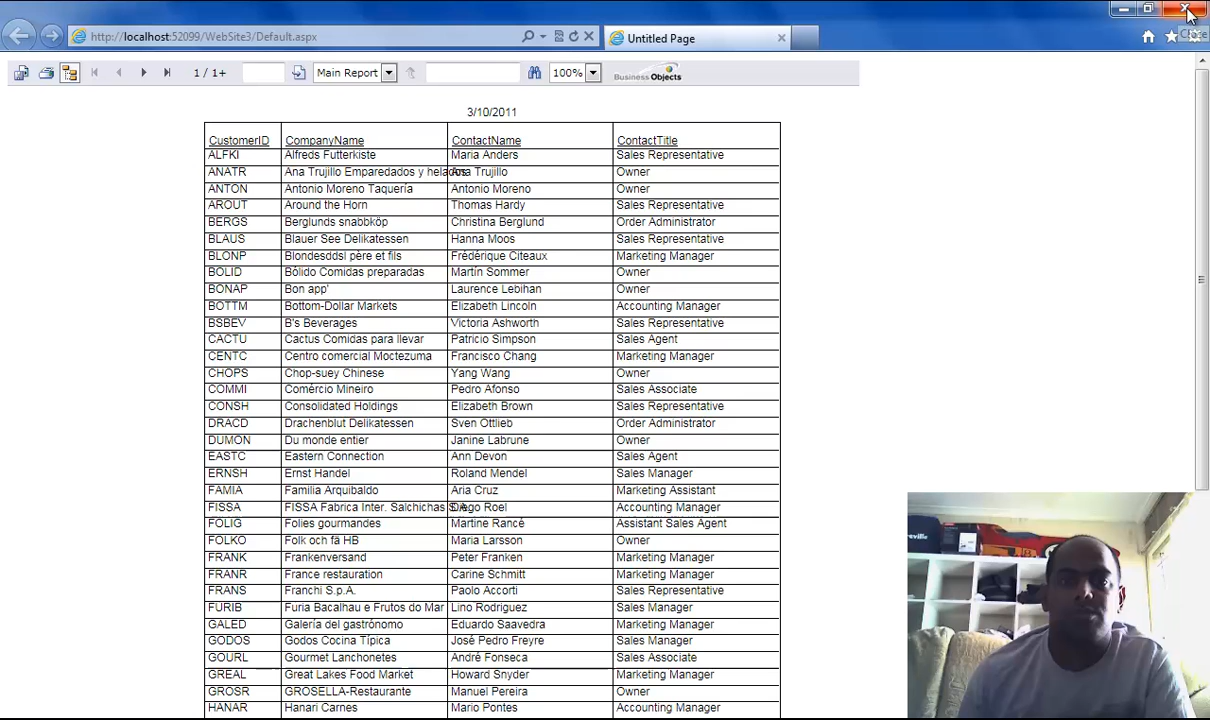 http://localhost:52099/WebSite3/Default.aspx
Untitled Page
Close
1 / 1+
Main Report
100%
Business Objects
3/10/2011
CustomerID CompanyName ContactName ContactTitle
ALFKI Alfreds Futterkiste Maria Anders Sales Representative
ANATR Ana Trujillo Emparedados y helados Ana Trujillo Owner
ANTON Antonio Moreno Taquería Antonio Moreno Owner
AROUT Around the Horn Thomas Hardy Sales Representative
BERGS Berglunds snabbköp Christina Berglund Order Administrator
BLAUS Blauer See Delikatessen Hanna Moos Sales Representative
BLONP Blondesddsl père et fils Frédérique Citeaux Marketing Manager
BOLID Bólido Comidas preparadas Martín Sommer Owner
BONAP Bon app' Laurence Lebihan Owner
BOTTM Bottom-Dollar Markets Elizabeth Lincoln Accounting Manager
BSBEV B's Beverages Victoria Ashworth Sales Representative
CACTU Cactus Comidas para llevar Patricio Simpson Sales Agent
CENTC Centro comercial Moctezuma Francisco Chang Marketing Manager
CHOPS Chop-suey Chinese Yang Wang Owner
COMMI Comércio Mineiro Pedro Afonso Sales Associate
CONSH Consolidated Holdings Elizabeth Brown Sales Representative
DRACD Drachenblut Delikatessen Sven Ottlieb Order Administrator
DUMON Du monde entier Janine Labrune Owner
EASTC Eastern Connection Ann Devon Sales Agent
ERNSH Ernst Handel Roland Mendel Sales Manager
FAMIA Familia Arquibaldo Aria Cruz Marketing Assistant
FISSA FISSA Fabrica Inter. Salchichas S.A. Diego Roel Accounting Manager
FOLIG Folies gourmandes Martine Rancé Assistant Sales Agent
FOLKO Folk och fä HB Maria Larsson Owner
FRANK Frankenversand Peter Franken Marketing Manager
FRANR France restauration Carine Schmitt Marketing Manager
FRANS Franchi S.p.A. Paolo Accorti Sales Representative
FURIB Furia Bacalhau e Frutos do Mar Lino Rodriguez Sales Manager
GALED Galería del gastrónomo Eduardo Saavedra Marketing Manager
GODOS Godos Cocina Típica José Pedro Freyre Sales Manager
GOURL Gourmet Lanchonetes André Fonseca Sales Associate
GREAL Great Lakes Food Market Howard Snyder Marketing Manager
GROSR GROSELLA-Restaurante Manuel Pereira Owner
HANAR Hanari Carnes Mario Pontes Accounting Manager